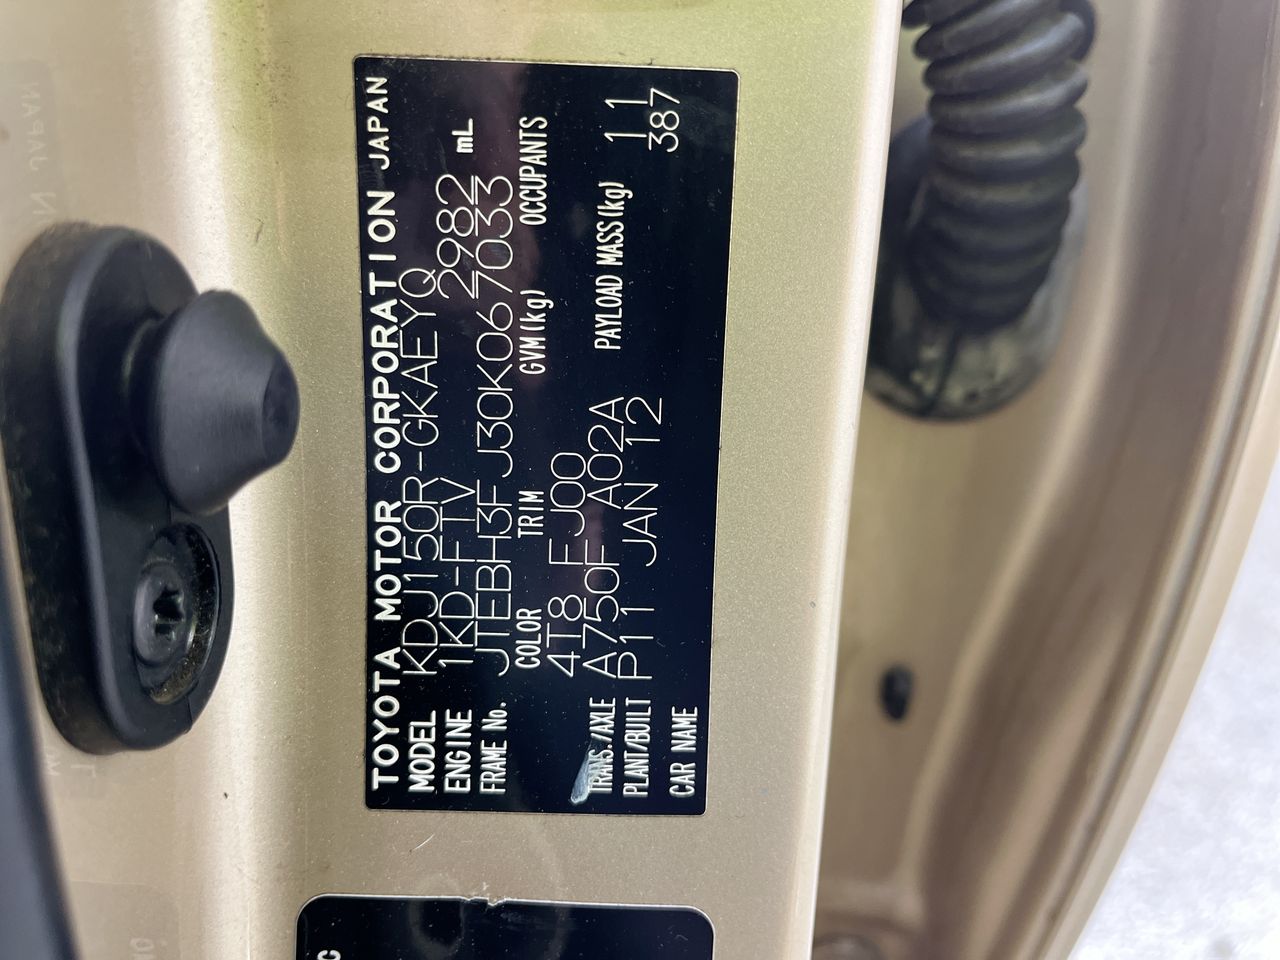 TOYOTA MOTOR CORPORATION JAPAN
MODEL KDJ150R-GKAEYQ
ENGINE 1KD-FTV 2982 mL
FRAME No. JTEBH3FJ30K067033
COLOR TRIM GVM(kg) OCCUPANTS
4T8 FJ00
TRANS./AXLE A750F A02A PAYLOAD MASS(kg) 11
PLANT/BUILT P11 JAN 12 387
CAR NAME